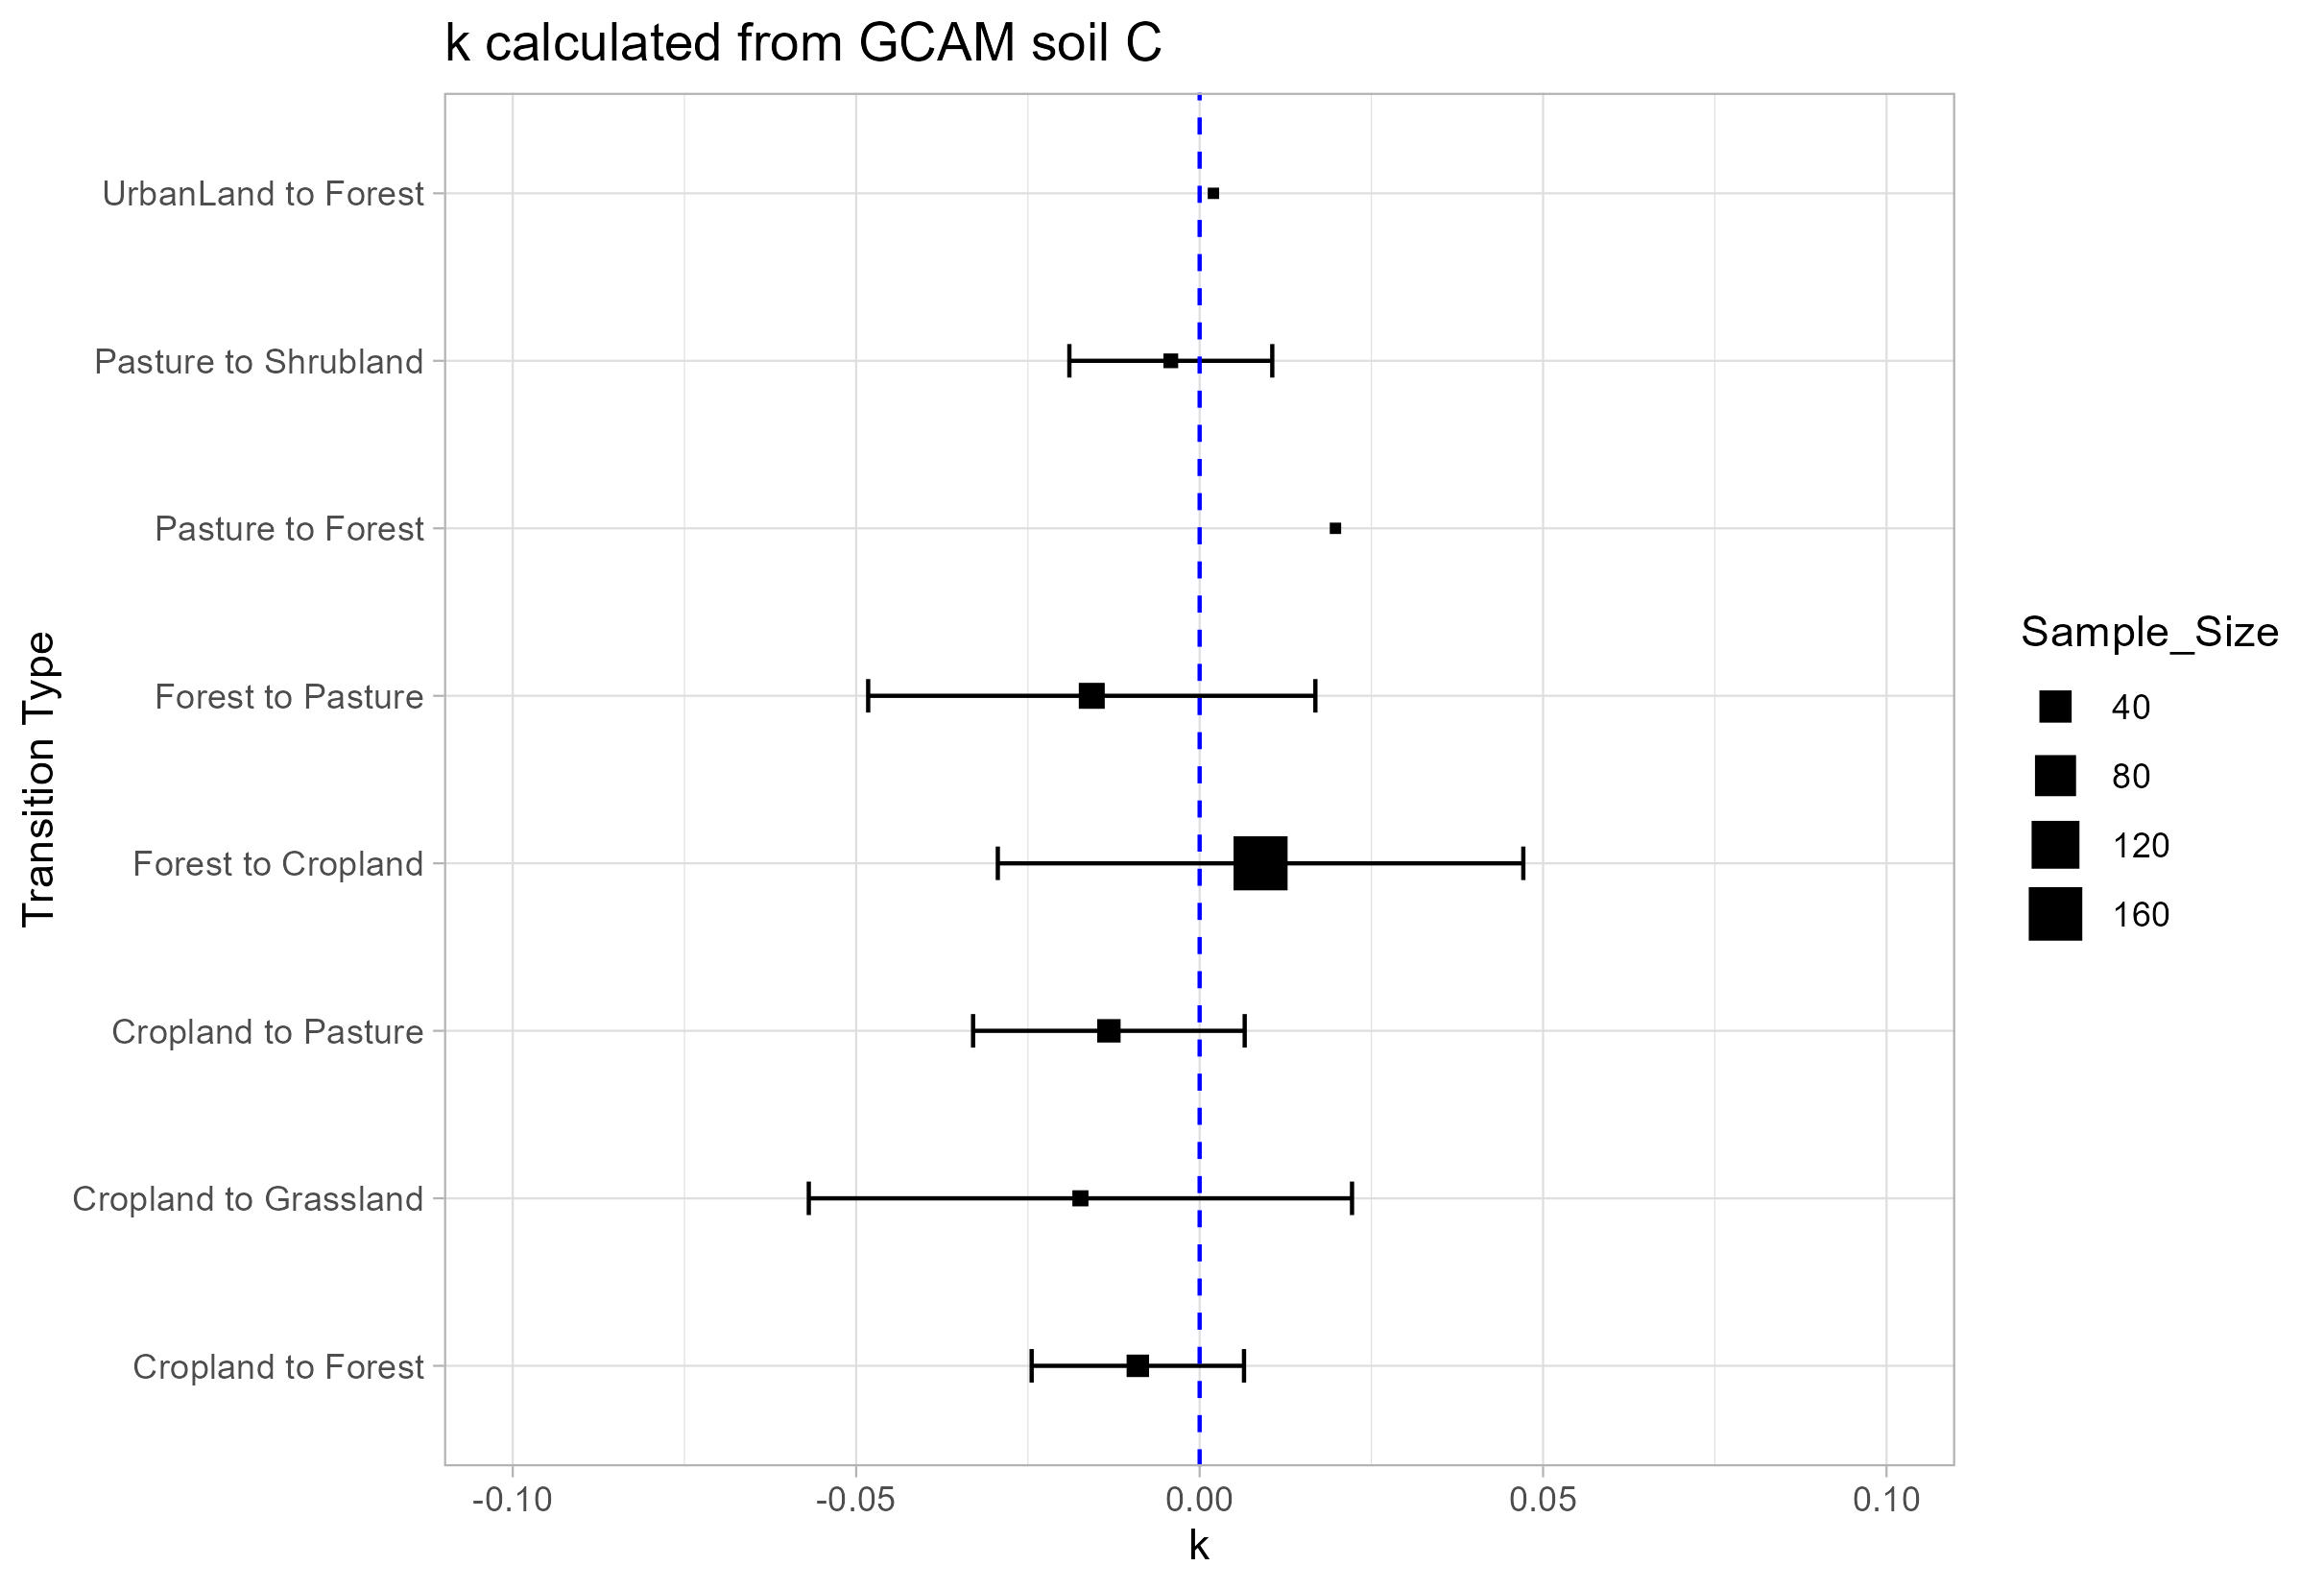 k calculated from GCAM soil C
Transition Type
UrbanLand to Forest
Pasture to Shrubland
Pasture to Forest
Forest to Pasture
Forest to Cropland
Cropland to Pasture
Cropland to Grassland
Cropland to Forest
-0.10
-0.05
0.00
0.05
0.10
k
Sample_Size
40
80
120
160